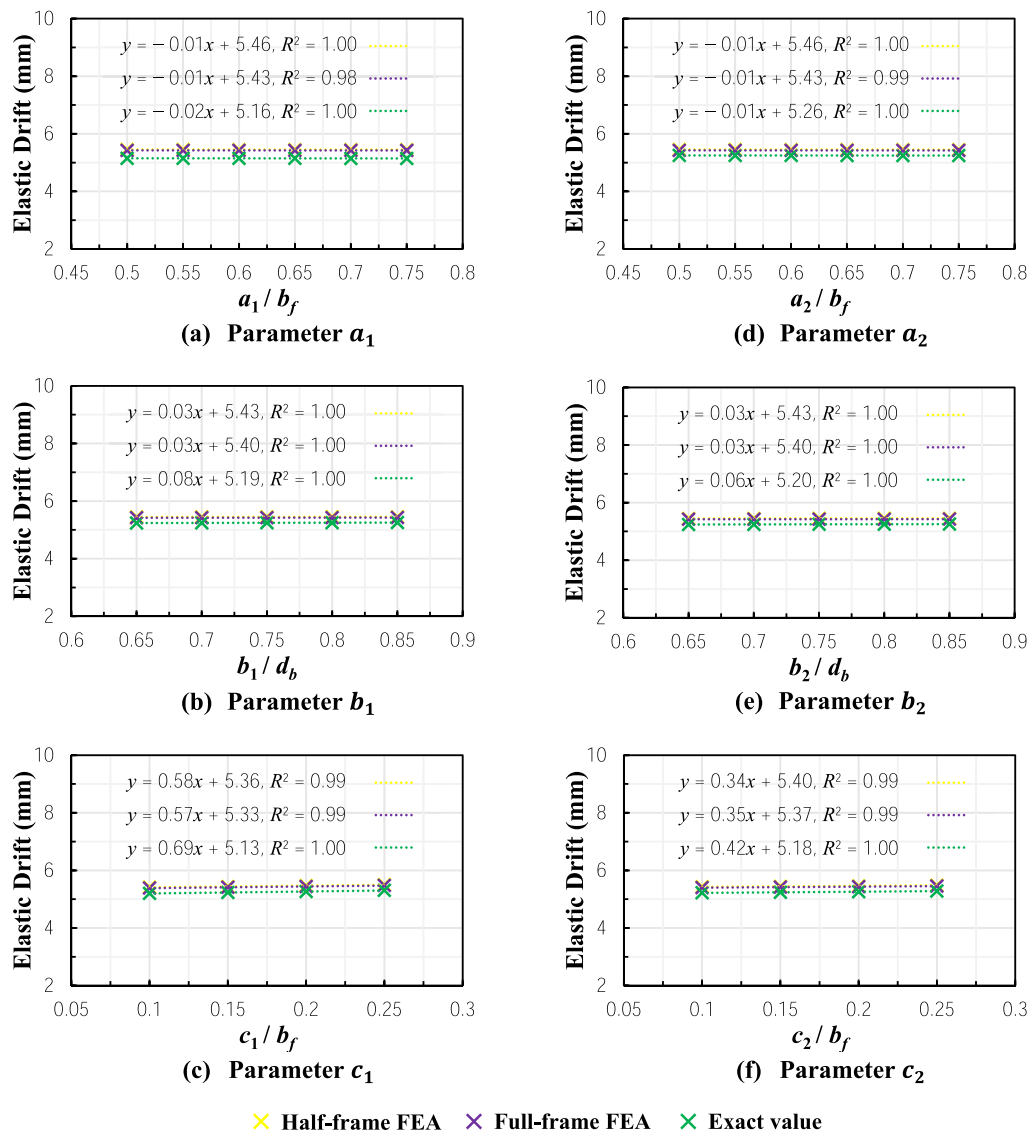 10
8
6
4
2
Elastic Drift (mm)
y = − 0.01x + 5.46, R² = 1.00
y = − 0.01x + 5.43, R² = 0.98
y = − 0.02x + 5.16, R² = 1.00
0.45 0.5 0.55 0.6 0.65 0.7 0.75 0.8
a₁ / b_f
(a) Parameter a₁
10
8
6
4
2
Elastic Drift (mm)
y = − 0.01x + 5.46, R² = 1.00
y = − 0.01x + 5.43, R² = 0.99
y = − 0.01x + 5.26, R² = 1.00
0.45 0.5 0.55 0.6 0.65 0.7 0.75 0.8
a₂ / b_f
(d) Parameter a₂
10
8
6
4
2
Elastic Drift (mm)
y = 0.03x + 5.43, R² = 1.00
y = 0.03x + 5.40, R² = 1.00
y = 0.08x + 5.19, R² = 1.00
0.6 0.65 0.7 0.75 0.8 0.85 0.9
b₁ / d_b
(b) Parameter b₁
10
8
6
4
2
Elastic Drift (mm)
y = 0.03x + 5.43, R² = 1.00
y = 0.03x + 5.40, R² = 1.00
y = 0.06x + 5.20, R² = 1.00
0.6 0.65 0.7 0.75 0.8 0.85 0.9
b₂ / d_b
(e) Parameter b₂
10
8
6
4
2
Elastic Drift (mm)
y = 0.58x + 5.36, R² = 0.99
y = 0.57x + 5.33, R² = 0.99
y = 0.69x + 5.13, R² = 1.00
0.05 0.1 0.15 0.2 0.25 0.3
c₁ / b_f
(c) Parameter c₁
10
8
6
4
2
Elastic Drift (mm)
y = 0.34x + 5.40, R² = 0.99
y = 0.35x + 5.37, R² = 0.99
y = 0.42x + 5.18, R² = 1.00
0.05 0.1 0.15 0.2 0.25 0.3
c₂ / b_f
(f) Parameter c₂
Half-frame FEA Full-frame FEA Exact value